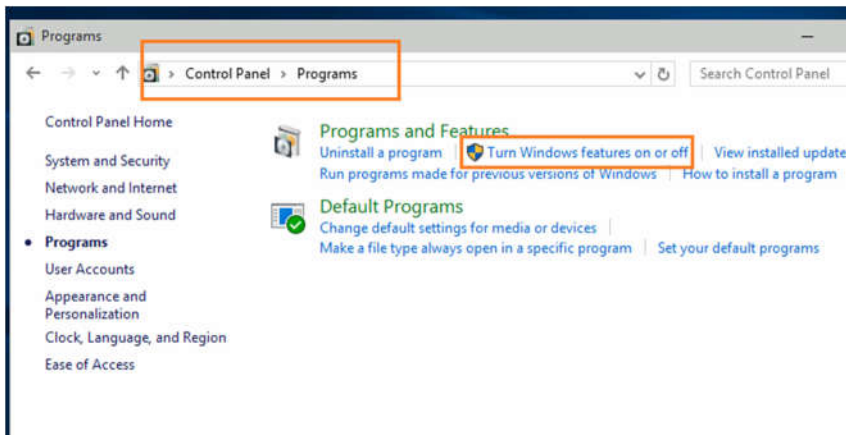 Programs
Control Panel > Programs
Search Control Panel
Control Panel Home
System and Security
Network and Internet
Hardware and Sound
Programs
User Accounts
Appearance and
Personalization
Clock, Language, and Region
Ease of Access
Programs and Features
Uninstall a program | Turn Windows features on or off | View installed update
Run programs made for previous versions of Windows | How to install a program
Default Programs
Change default settings for media or devices |
Make a file type always open in a specific program | Set your default programs